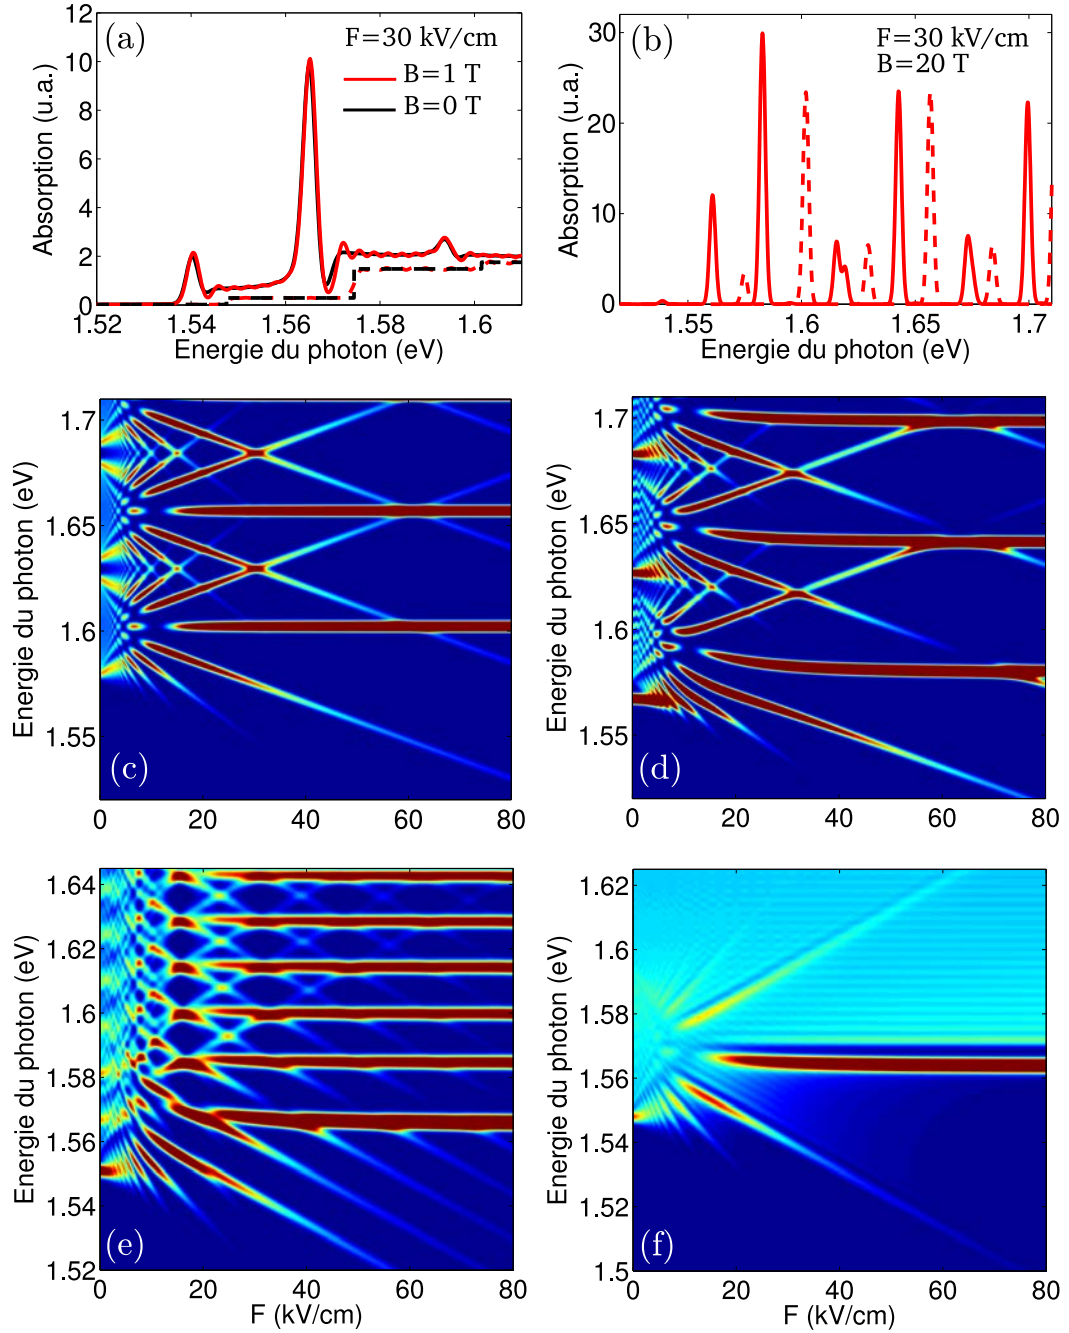 (a)
F=30 kV/cm
B=1 T
B=0 T
Absorption (u.a.)
12
10
8
6
4
2
0
1.52
1.54
1.56
1.58
1.6
Energie du photon (eV)
(b)
F=30 kV/cm
B=20 T
Absorption (u.a.)
30
20
10
0
1.55
1.6
1.65
1.7
Energie du photon (eV)
Energie du photon (eV)
1.7
1.65
1.6
1.55
(c)
0
20
40
60
80
Energie du photon (eV)
1.7
1.65
1.6
1.55
(d)
0
20
40
60
80
Energie du photon (eV)
1.64
1.62
1.6
1.58
1.56
1.54
1.52
(e)
0
20
40
60
80
F (kV/cm)
Energie du photon (eV)
1.62
1.6
1.58
1.56
1.54
1.52
1.5
(f)
0
20
40
60
80
F (kV/cm)